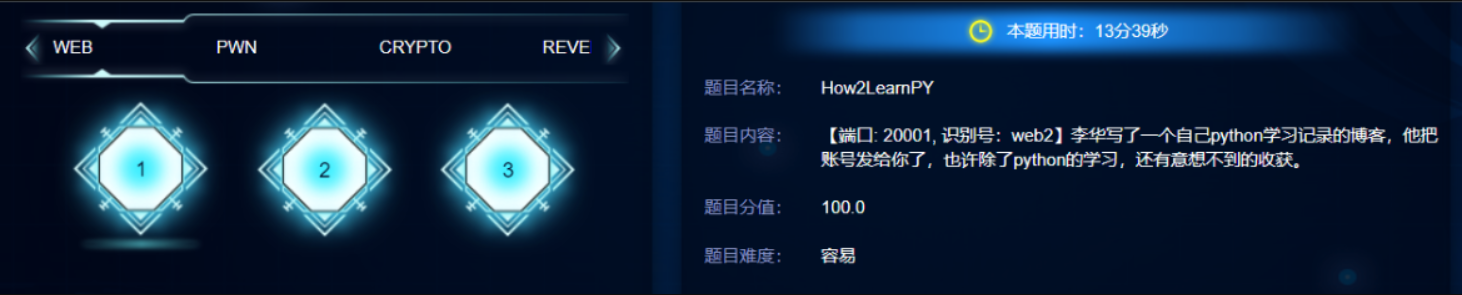 WEB PWN CRYPTO REVE
1 2 3
本题用时：13分39秒
题目名称： How2LearnPY
题目内容： 【端口: 20001, 识别号：web2】李华写了一个自己python学习记录的博客，他把
账号发给你了，也许除了python的学习，还有意想不到的收获。
题目分值： 100.0
题目难度： 容易